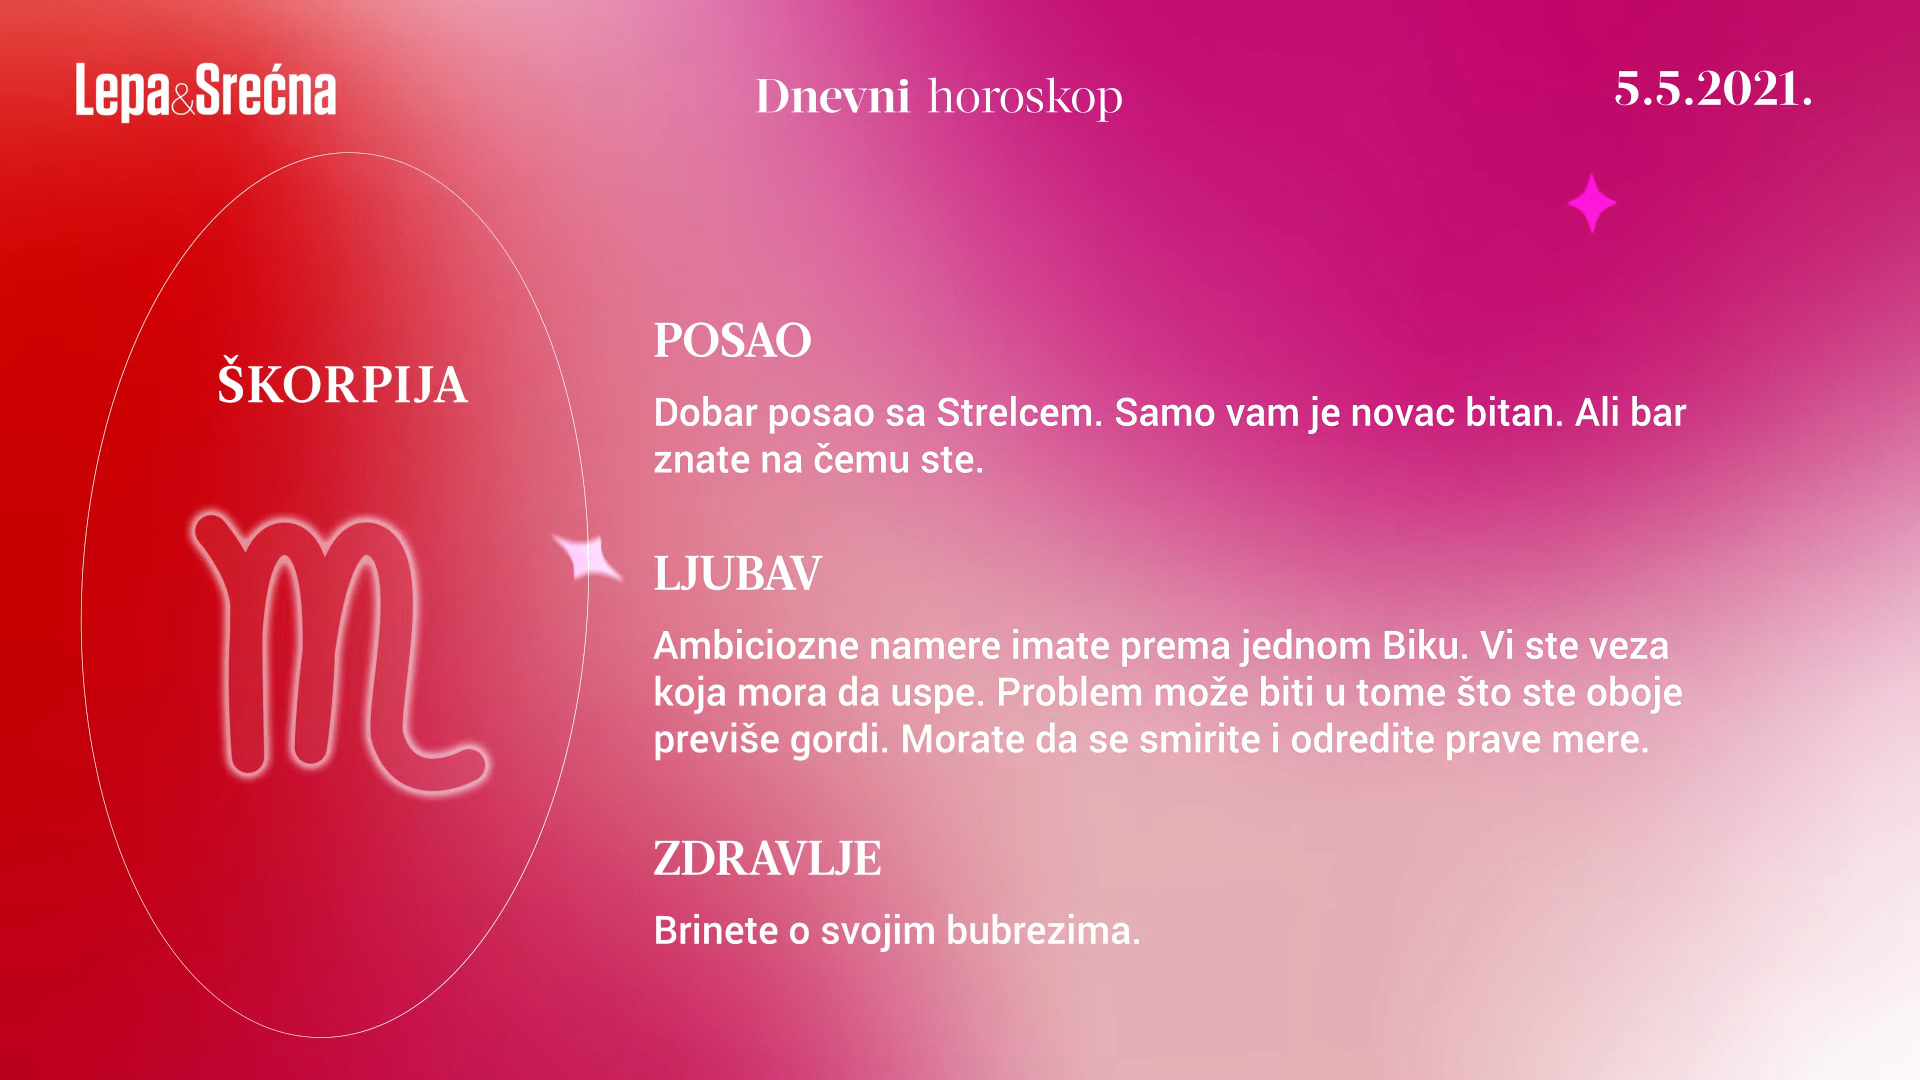 Lepa&Srećna
Dnevni horoskop
5.5.2021.
ŠKORPIJA
POSAO
Dobar posao sa Strelcem. Samo vam je novac bitan. Ali bar
znate na čemu ste.
LJUBAV
Ambiciozne namere imate prema jednom Biku. Vi ste veza
koja mora da uspe. Problem može biti u tome što ste oboje
previše gordi. Morate da se smirite i odredite prave mere.
ZDRAVLJE
Brinete o svojim bubrezima.